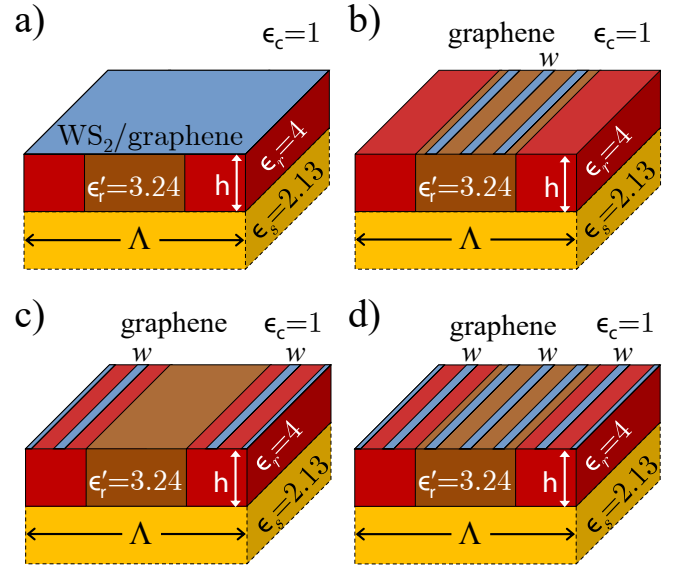 a)
ϵc=1
WS₂/graphene
ϵ′r=3.24
h
ϵr=4
ϵs=2.13
Λ
b)
graphene
ϵc=1
w
ϵ′r=3.24
h
ϵr=4
ϵs=2.13
Λ
c)
graphene
ϵc=1
w
w
ϵ′r=3.24
h
ϵr=4
ϵs=2.13
Λ
d)
graphene
ϵc=1
w
w
w
ϵ′r=3.24
h
ϵr=4
ϵs=2.13
Λ